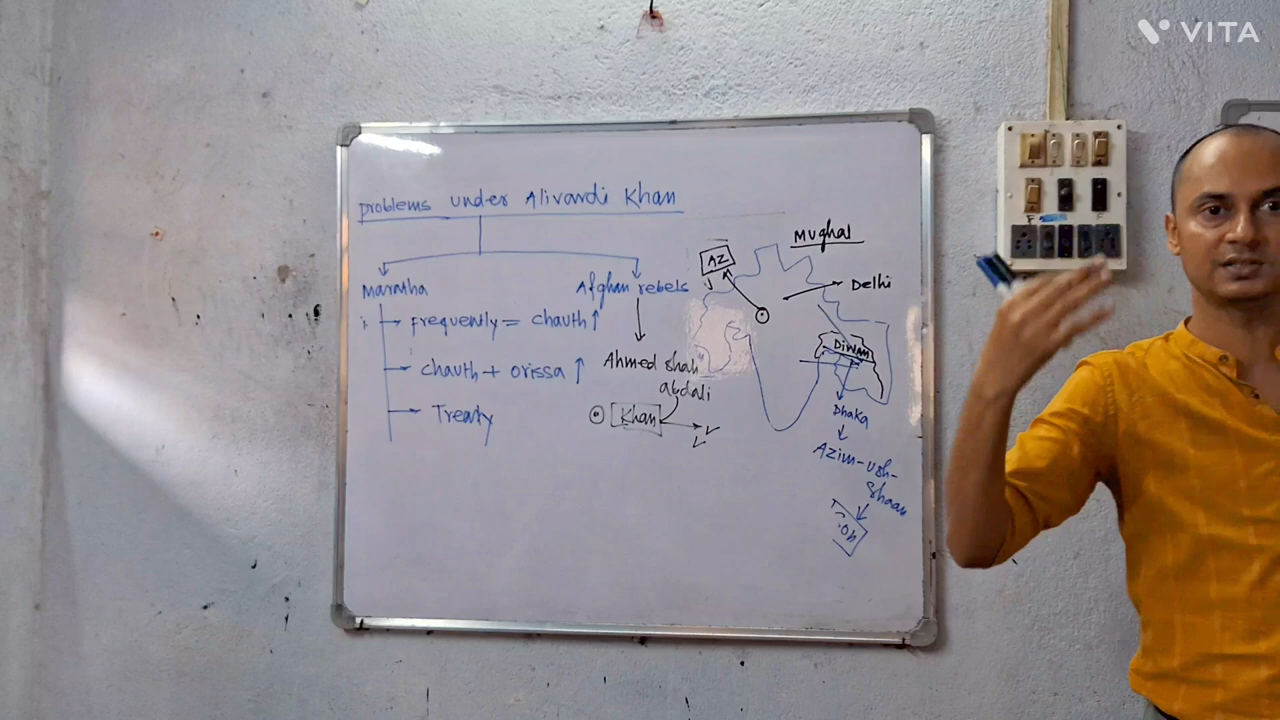 VITA
problems under Alivardi Khan
Maratha
Afghan rebels
frequently = chauth ↑
chauth + orissa ↑
Treaty
Ahmed shah
abdali
Khan
Mughal
AZ
Delhi
DIWAN
Dhaka
Azim-ush-
Shaan